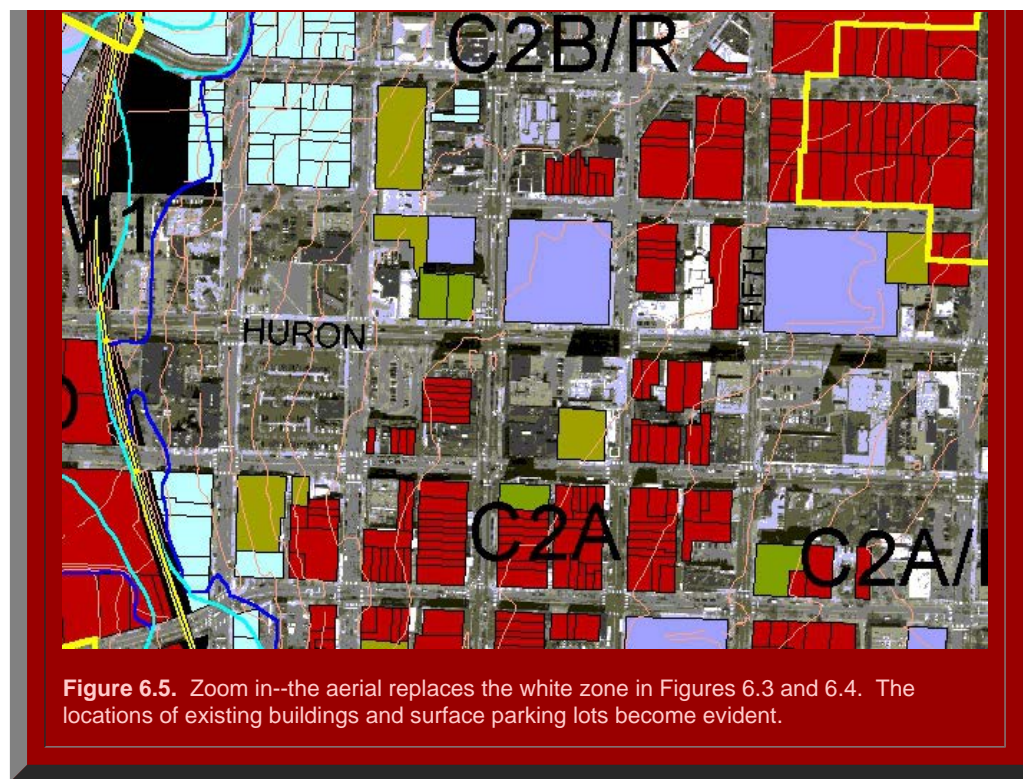 C2B/R
M1
HURON
FIFTH
C2A
C2A/
Figure 6.5. Zoom in--the aerial replaces the white zone in Figures 6.3 and 6.4. The
locations of existing buildings and surface parking lots become evident.